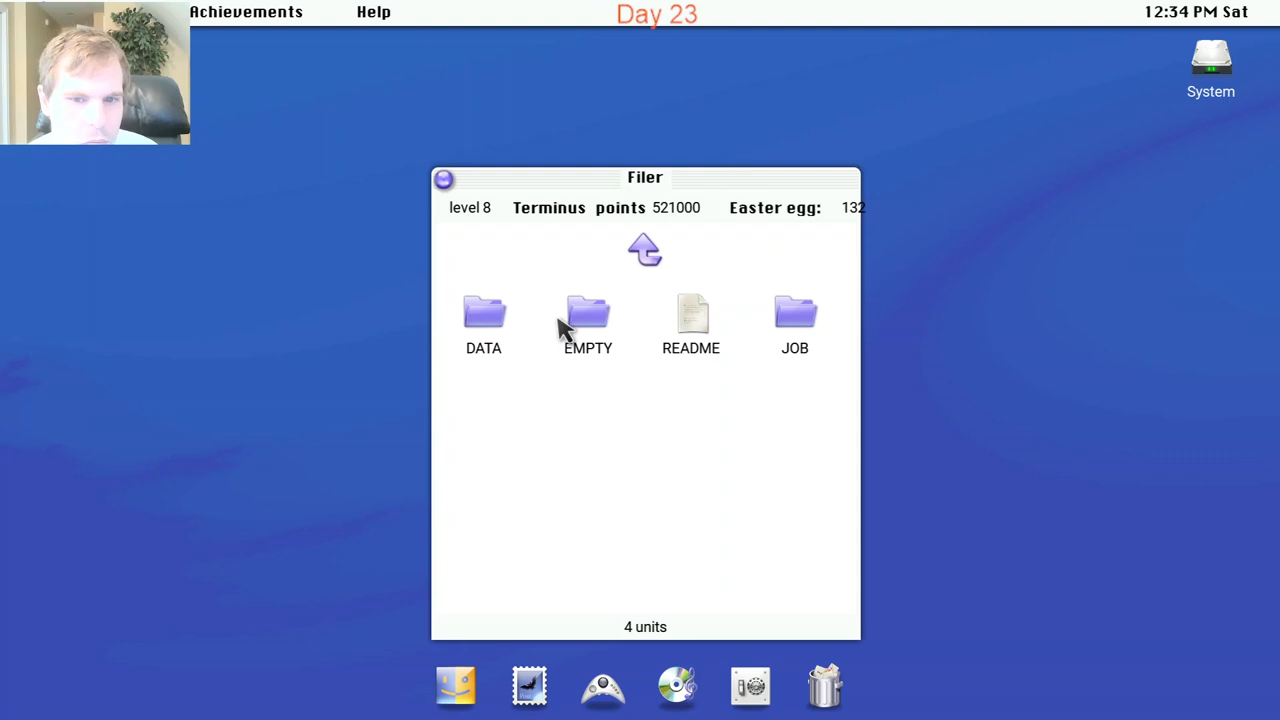 Achievements Help Day 23 12:34 PM Sat
System
Filer
level 8 Terminus points 521000 Easter egg: 132
DATA EMPTY README JOB
4 units